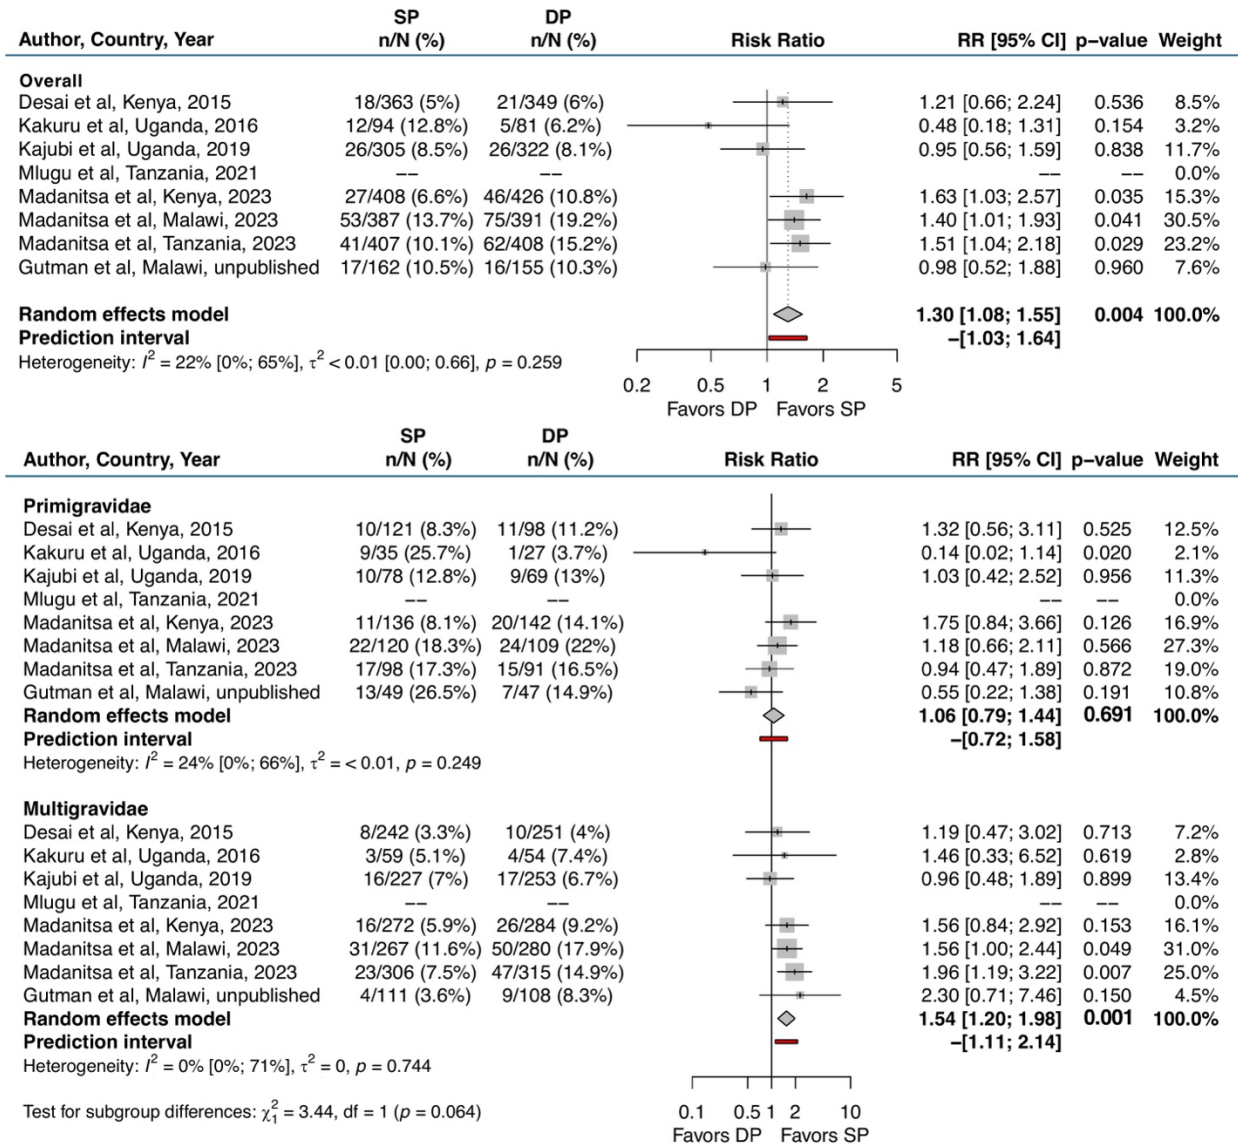 SP DP
Author, Country, Year n/N (%) n/N (%) Risk Ratio RR [95% CI] p−value Weight
Overall
Desai et al, Kenya, 2015 18/363 (5%) 21/349 (6%) 1.21 [0.66; 2.24] 0.536 8.5%
Kakuru et al, Uganda, 2016 12/94 (12.8%) 5/81 (6.2%) 0.48 [0.18; 1.31] 0.154 3.2%
Kajubi et al, Uganda, 2019 26/305 (8.5%) 26/322 (8.1%) 0.95 [0.56; 1.59] 0.838 11.7%
Mlugu et al, Tanzania, 2021 −− −− −− −− 0.0%
Madanitsa et al, Kenya, 2023 27/408 (6.6%) 46/426 (10.8%) 1.63 [1.03; 2.57] 0.035 15.3%
Madanitsa et al, Malawi, 2023 53/387 (13.7%) 75/391 (19.2%) 1.40 [1.01; 1.93] 0.041 30.5%
Madanitsa et al, Tanzania, 2023 41/407 (10.1%) 62/408 (15.2%) 1.51 [1.04; 2.18] 0.029 23.2%
Gutman et al, Malawi, unpublished 17/162 (10.5%) 16/155 (10.3%) 0.98 [0.52; 1.88] 0.960 7.6%
Random effects model 1.30 [1.08; 1.55] 0.004 100.0%
Prediction interval −[1.03; 1.64]
Heterogeneity: I² = 22% [0%; 65%], τ² < 0.01 [0.00; 0.66], p = 0.259
0.2 0.5 1 2 5
Favors DP Favors SP
SP DP
Author, Country, Year n/N (%) n/N (%) Risk Ratio RR [95% CI] p−value Weight
Primigravidae
Desai et al, Kenya, 2015 10/121 (8.3%) 11/98 (11.2%) 1.32 [0.56; 3.11] 0.525 12.5%
Kakuru et al, Uganda, 2016 9/35 (25.7%) 1/27 (3.7%) 0.14 [0.02; 1.14] 0.020 2.1%
Kajubi et al, Uganda, 2019 10/78 (12.8%) 9/69 (13%) 1.03 [0.42; 2.52] 0.956 11.3%
Mlugu et al, Tanzania, 2021 −− −− −− −− 0.0%
Madanitsa et al, Kenya, 2023 11/136 (8.1%) 20/142 (14.1%) 1.75 [0.84; 3.66] 0.126 16.9%
Madanitsa et al, Malawi, 2023 22/120 (18.3%) 24/109 (22%) 1.18 [0.66; 2.11] 0.566 27.3%
Madanitsa et al, Tanzania, 2023 17/98 (17.3%) 15/91 (16.5%) 0.94 [0.47; 1.89] 0.872 19.0%
Gutman et al, Malawi, unpublished 13/49 (26.5%) 7/47 (14.9%) 0.55 [0.22; 1.38] 0.191 10.8%
Random effects model 1.06 [0.79; 1.44] 0.691 100.0%
Prediction interval −[0.72; 1.58]
Heterogeneity: I² = 24% [0%; 66%], τ² = < 0.01, p = 0.249
Multigravidae
Desai et al, Kenya, 2015 8/242 (3.3%) 10/251 (4%) 1.19 [0.47; 3.02] 0.713 7.2%
Kakuru et al, Uganda, 2016 3/59 (5.1%) 4/54 (7.4%) 1.46 [0.33; 6.52] 0.619 2.8%
Kajubi et al, Uganda, 2019 16/227 (7%) 17/253 (6.7%) 0.96 [0.48; 1.89] 0.899 13.4%
Mlugu et al, Tanzania, 2021 −− −− −− −− 0.0%
Madanitsa et al, Kenya, 2023 16/272 (5.9%) 26/284 (9.2%) 1.56 [0.84; 2.92] 0.153 16.1%
Madanitsa et al, Malawi, 2023 31/267 (11.6%) 50/280 (17.9%) 1.56 [1.00; 2.44] 0.049 31.0%
Madanitsa et al, Tanzania, 2023 23/306 (7.5%) 47/315 (14.9%) 1.96 [1.19; 3.22] 0.007 25.0%
Gutman et al, Malawi, unpublished 4/111 (3.6%) 9/108 (8.3%) 2.30 [0.71; 7.46] 0.150 4.5%
Random effects model 1.54 [1.20; 1.98] 0.001 100.0%
Prediction interval −[1.11; 2.14]
Heterogeneity: I² = 0% [0%; 71%], τ² = 0, p = 0.744
Test for subgroup differences: χ²₁ = 3.44, df = 1 (p = 0.064)
0.1 0.5 1 2 10
Favors DP Favors SP